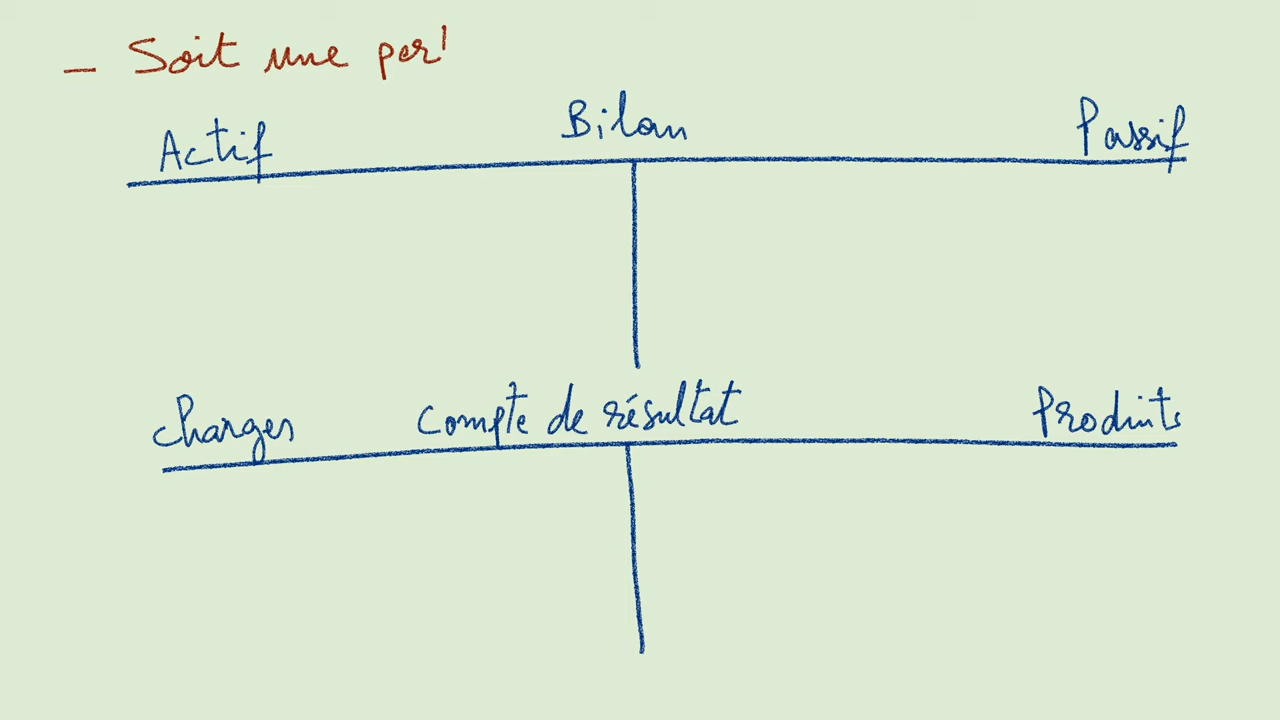 - Soit une per
Actif Bilan Passif
Charges Compte de résultat Produits